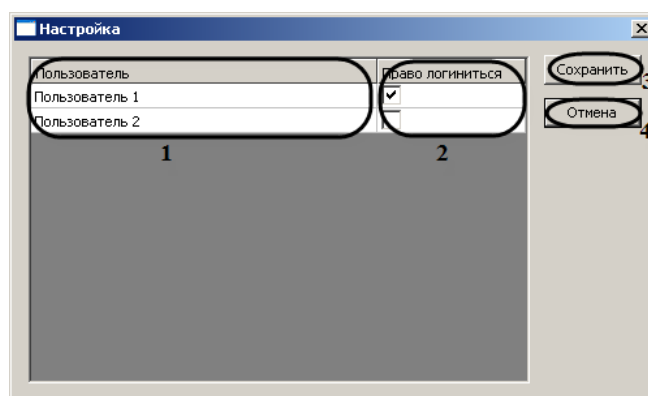 Настройка
Пользователь Право логиниться
Пользователь 1
Пользователь 2
1 2
Сохранить
3
Отмена
4